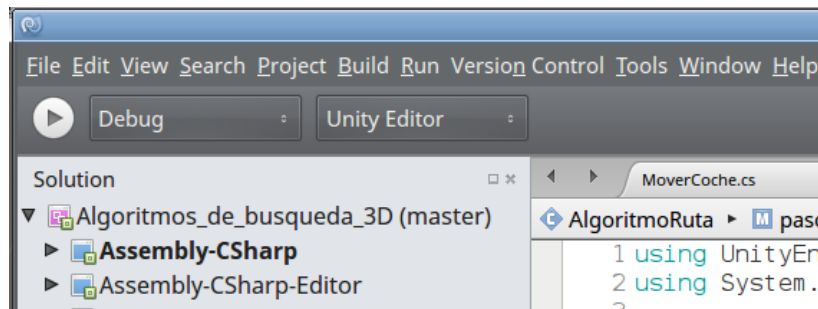 File Edit View Search Project Build Run Version Control Tools Window Help
Debug Unity Editor
Solution
MoverCoche.cs
Algoritmos_de_busqueda_3D (master)
AlgoritmoRuta M
Assembly-CSharp
1 using
Assembly-CSharp-Editor
2 using System.